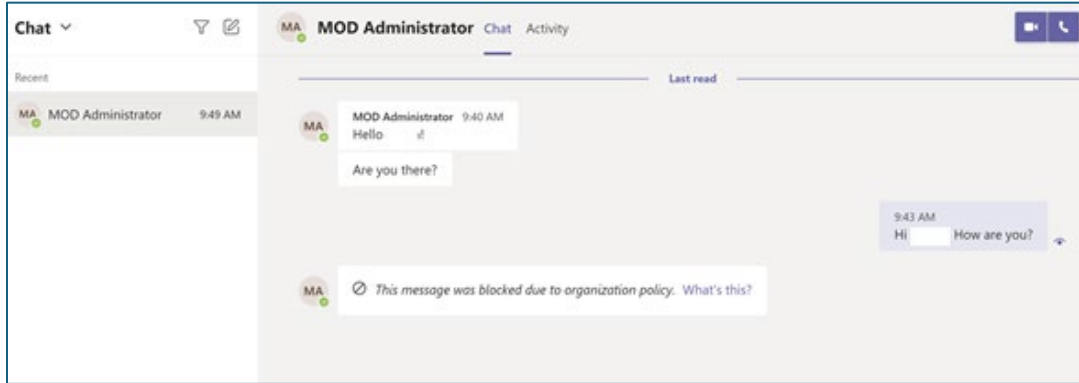 Chat
MA MOD Administrator Chat Activity
Recent
MA MOD Administrator 9:49 AM
Last read
MA
MOD Administrator 9:40 AM
Hello
Are you there?
9:43 AM
Hi How are you?
MA
This message was blocked due to organization policy. What's this?